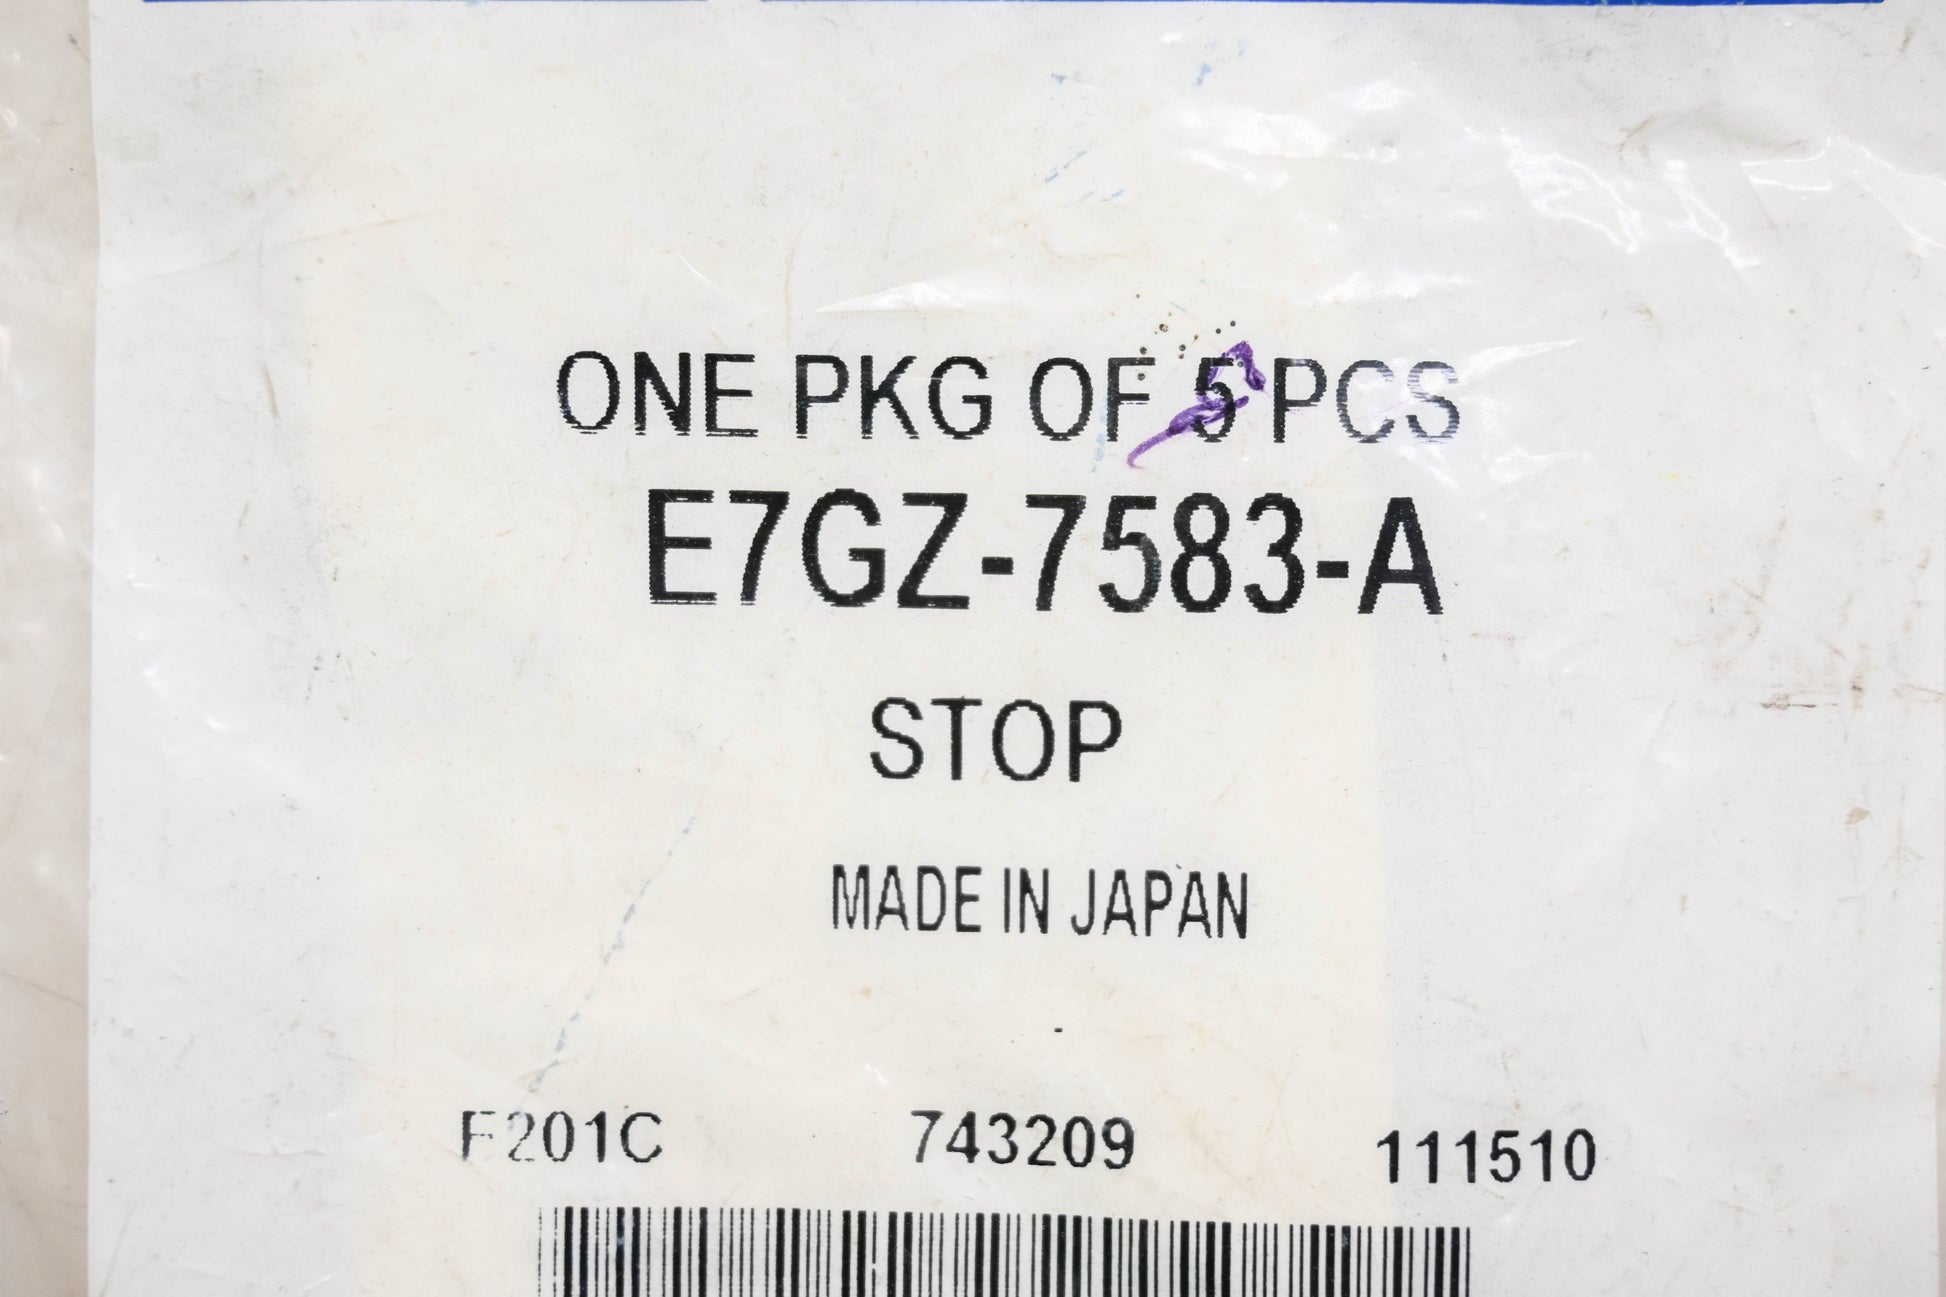 ONE PKG OF 5 PCS
E7GZ-7583-A
STOP
MADE IN JAPAN
F201C 743209 111510